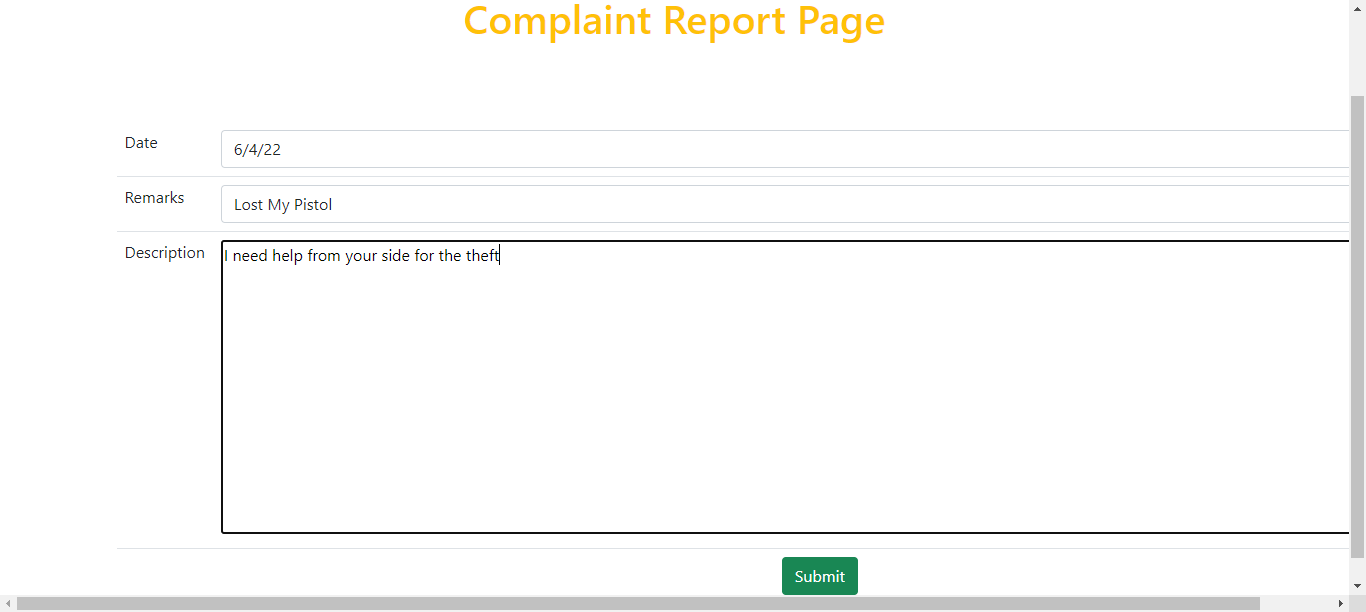 Complaint Report Page
Date
6/4/22
Remarks
Lost My Pistol
Description
I need help from your side for the theft
Submit